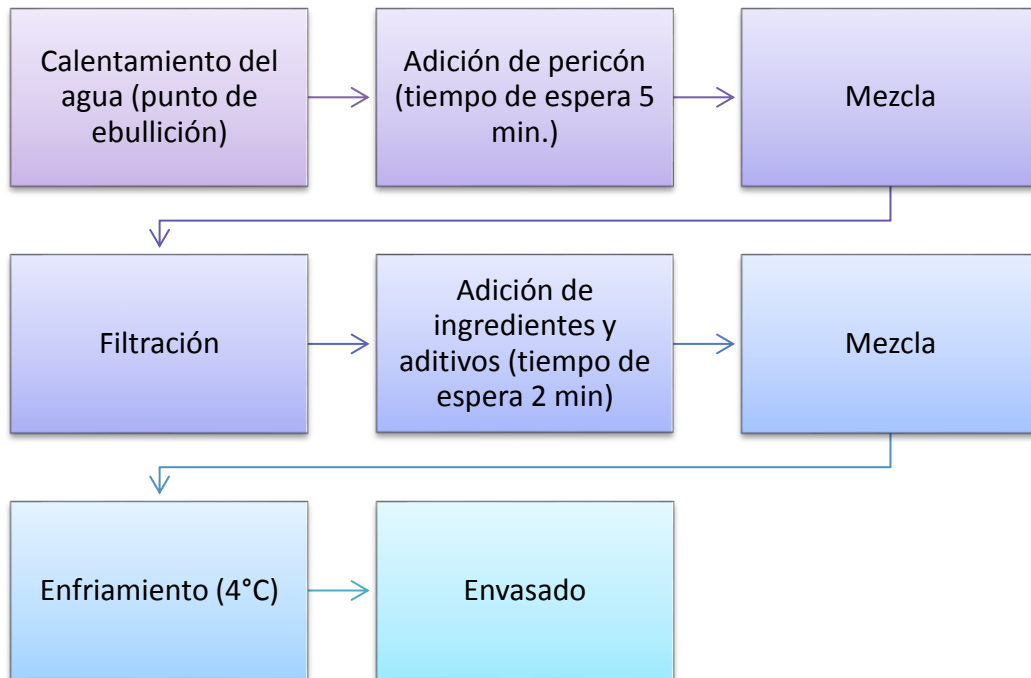 Calentamiento del
agua (punto de
ebullición)
Adición de pericón
(tiempo de espera 5
min.)
Mezcla
Filtración
Adición de
ingredientes y
aditivos (tiempo de
espera 2 min)
Mezcla
Enfriamiento (4°C)
Envasado